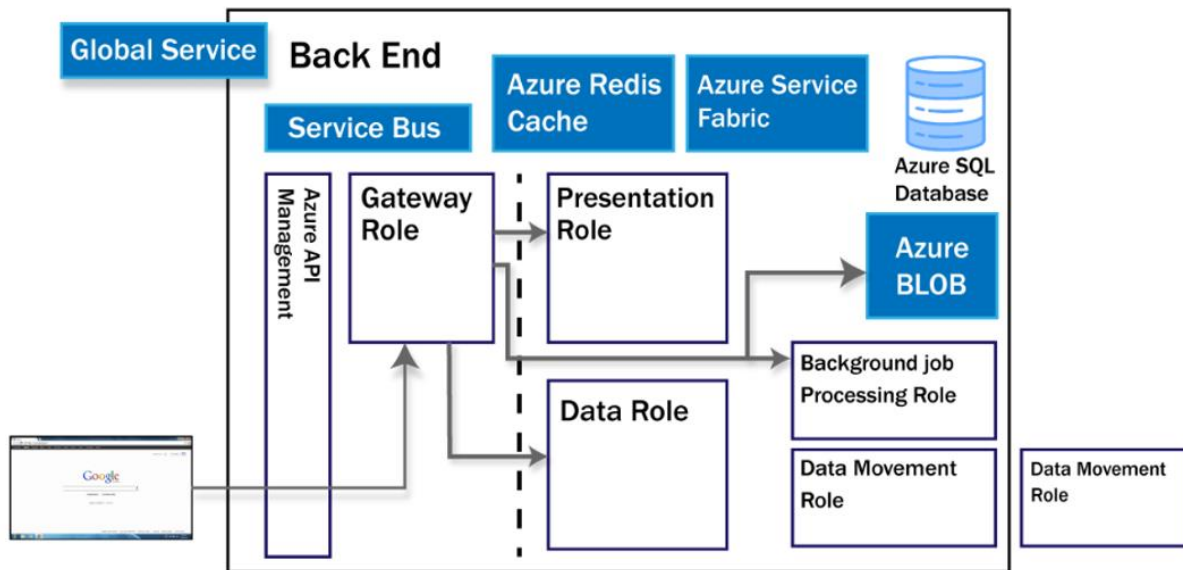 Global Service
Back End
Service Bus
Azure Redis
Cache
Azure Service
Fabric
Azure SQL
Database
Azure API
Management
Gateway
Role
Presentation
Role
Azure
BLOB
Background job
Processing Role
Data Role
Data Movement
Role
Data Movement
Role
Google